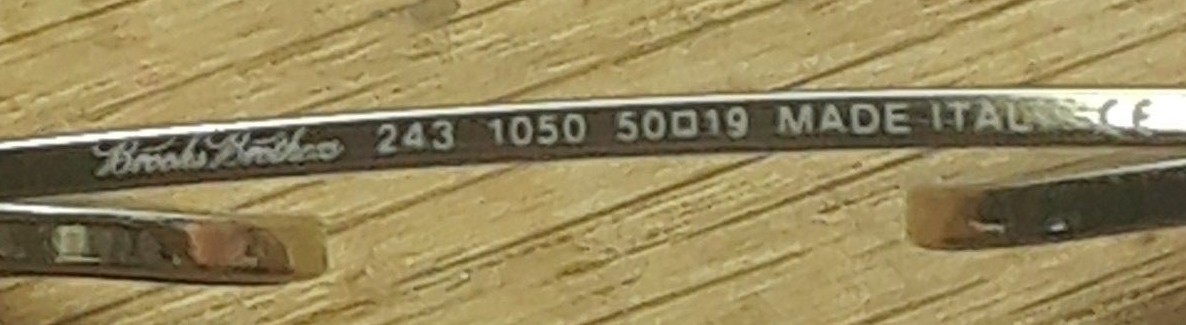 Brooks Brothers 243 1050 50□19 MADE ITALY CE